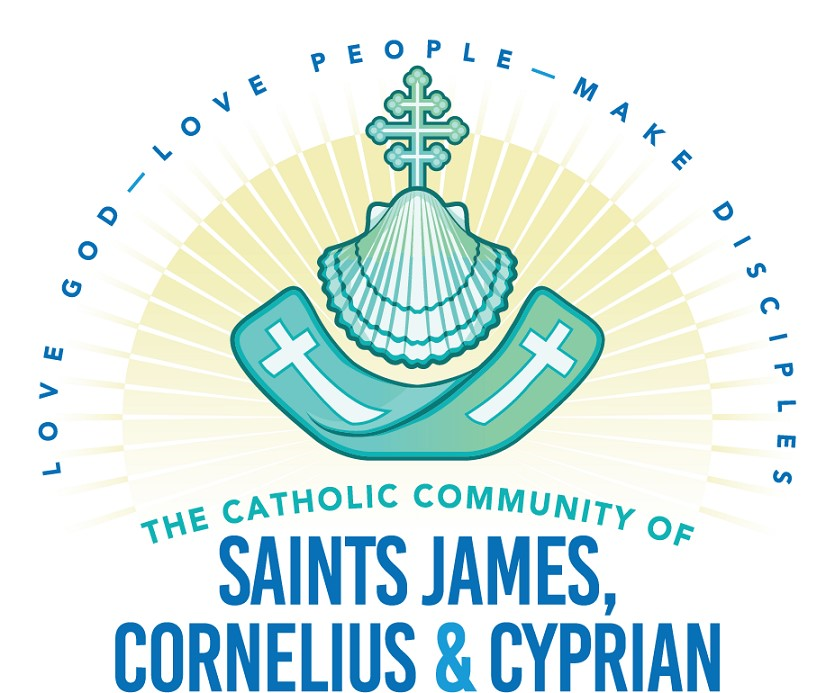 LOVE GOD—LOVE PEOPLE—MAKE DISCIPLES
THE CATHOLIC COMMUNITY OF
SAINTS JAMES,
CORNELIUS & CYPRIAN